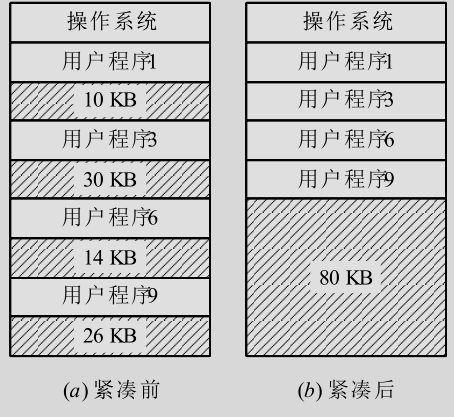 操作系统
用户程序1
10 KB
用户程序3
30 KB
用户程序6
14 KB
用户程序9
26 KB
(a) 紧凑前
操作系统
用户程序1
用户程序3
用户程序6
用户程序9
80 KB
(b) 紧凑后